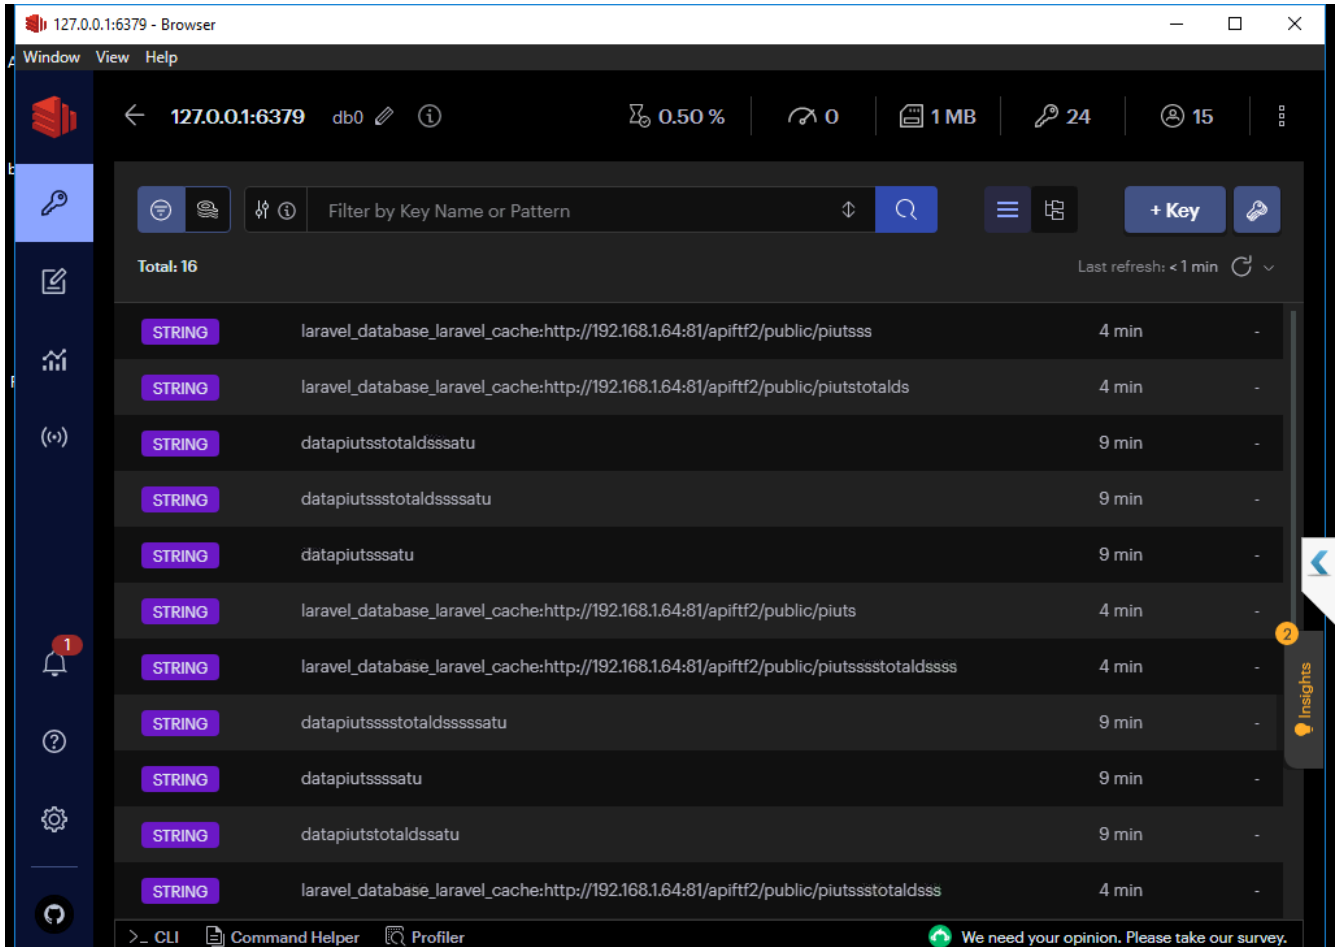 127.0.0.1:6379 - Browser
Window View Help
127.0.0.1:6379 db0 0.50 % 0 1 MB 24 15
Filter by Key Name or Pattern + Key
Total: 16 Last refresh: < 1 min
STRING laravel_database_laravel_cache:http://192.168.1.64:81/apiftf2/public/piutsss 4 min -
STRING laravel_database_laravel_cache:http://192.168.1.64:81/apiftf2/public/piutstotalds 4 min -
STRING datapiutsstotaldsssatu 9 min -
STRING datapiutssstotaldssssatu 9 min -
STRING datapiutsssatu 9 min -
STRING laravel_database_laravel_cache:http://192.168.1.64:81/apiftf2/public/piuts 4 min -
STRING laravel_database_laravel_cache:http://192.168.1.64:81/apiftf2/public/piutsssstotaldssss 4 min -
STRING datapiutsssstotaldsssssatu 9 min -
STRING datapiutssssatu 9 min -
STRING datapiutstotaldssatu 9 min -
STRING laravel_database_laravel_cache:http://192.168.1.64:81/apiftf2/public/piutssstotaldsss 4 min -
1
2
Insights
>_ CLI Command Helper Profiler We need your opinion. Please take our survey.